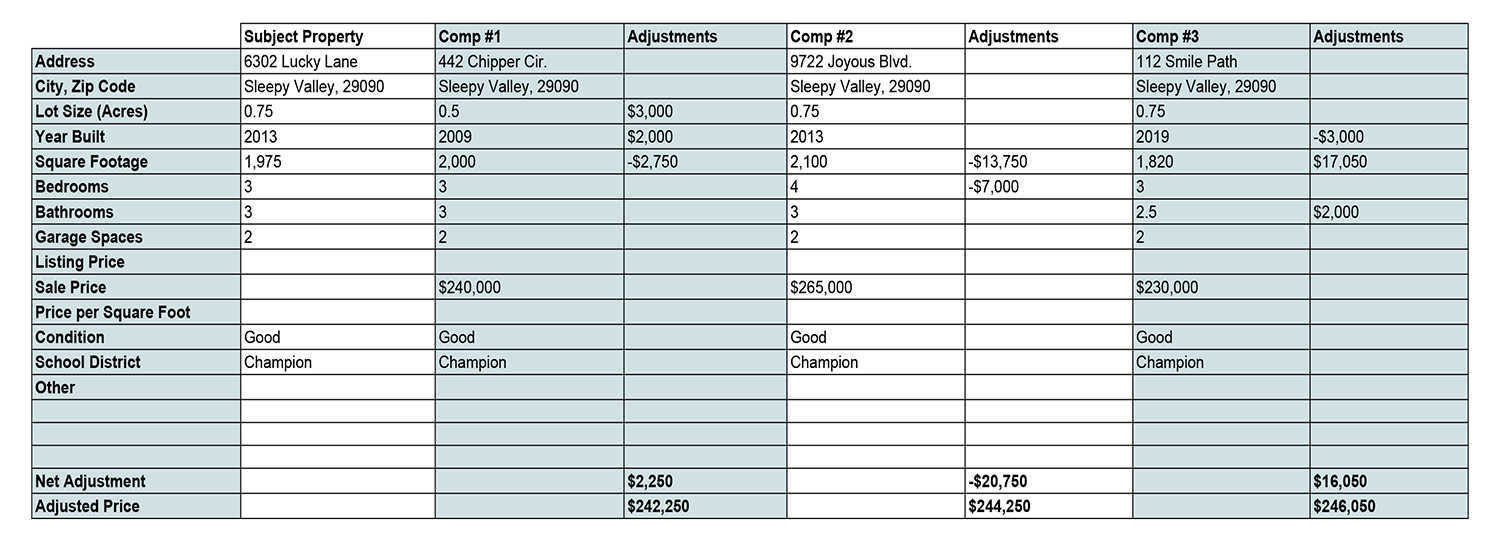 Subject Property Comp #1 Adjustments Comp #2 Adjustments Comp #3 Adjustments
Address 6302 Lucky Lane 442 Chipper Cir. 9722 Joyous Blvd. 112 Smile Path
City, Zip Code Sleepy Valley, 29090 Sleepy Valley, 29090 Sleepy Valley, 29090 Sleepy Valley, 29090
Lot Size (Acres) 0.75 0.5 $3,000 0.75 0.75
Year Built 2013 2009 $2,000 2013 2019 -$3,000
Square Footage 1,975 2,000 -$2,750 2,100 -$13,750 1,820 $17,050
Bedrooms 3 3 4 -$7,000 3
Bathrooms 3 3 3 2.5 $2,000
Garage Spaces 2 2 2 2
Listing Price
Sale Price $240,000 $265,000 $230,000
Price per Square Foot
Condition Good Good Good Good
School District Champion Champion Champion Champion
Other
Net Adjustment $2,250 -$20,750 $16,050
Adjusted Price $242,250 $244,250 $246,050